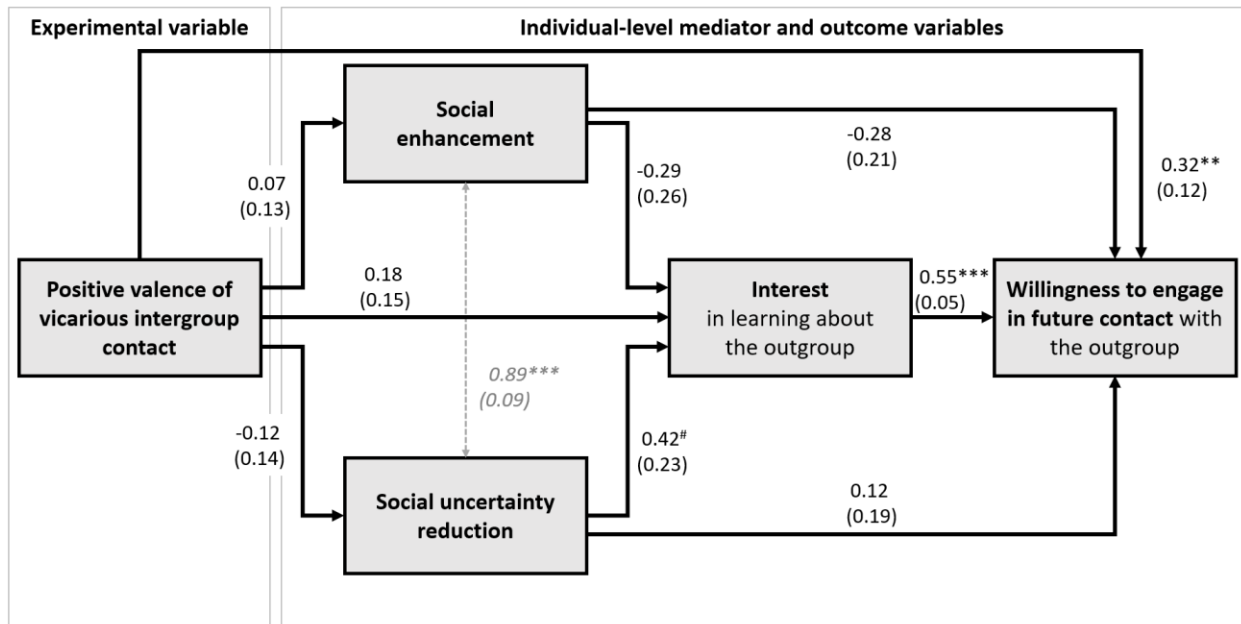 Experimental variable
Individual-level mediator and outcome variables
Social
enhancement
-0.28
(0.21)
0.32**
(0.12)
-0.29
(0.26)
0.07
(0.13)
Positive valence of
vicarious intergroup
contact
0.18
(0.15)
Interest
in learning about
the outgroup
0.55***
(0.05)
Willingness to engage
in future contact with
the outgroup
0.89***
(0.09)
-0.12
(0.14)
0.42#
(0.23)
Social uncertainty
reduction
0.12
(0.19)